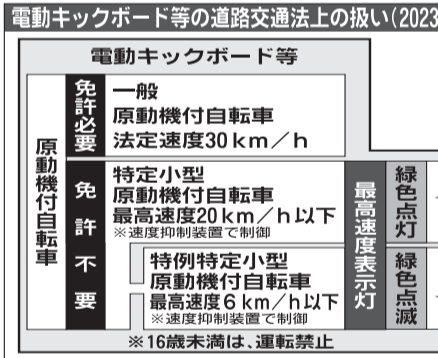 電動キックボード等の道路交通法上の扱い(2023
電動キックボード等
原動機付自転車
免許必要
一般
原動機付自転車
法定速度30km/h
免許不要
特定小型
原動機付自転車
最高速度20km/h以下
※速度抑制装置で制御
特例特定小型
原動機付自転車
最高速度6km/h以下
※速度抑制装置で制御
最高速度表示灯
緑色点灯
緑色点滅
※16歳未満は、運転禁止